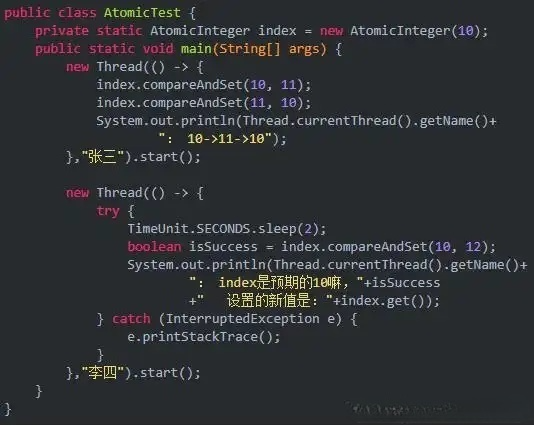 public class AtomicTest {
    private static AtomicInteger index = new AtomicInteger(10);
    public static void main(String[] args) {
        new Thread(() -> {
            index.compareAndSet(10, 11);
            index.compareAndSet(11, 10);
            System.out.println(Thread.currentThread().getName()+
                    ": 10->11->10");
        },"张三").start();

        new Thread(() -> {
            try {
                TimeUnit.SECONDS.sleep(2);
                boolean isSuccess = index.compareAndSet(10, 12);
                System.out.println(Thread.currentThread().getName()+
                        ": index是预期的10嘛，"+isSuccess
                        +"   设置的新值是："+index.get());
            } catch (InterruptedException e) {
                e.printStackTrace();
            }
        },"李四").start();
    }
}